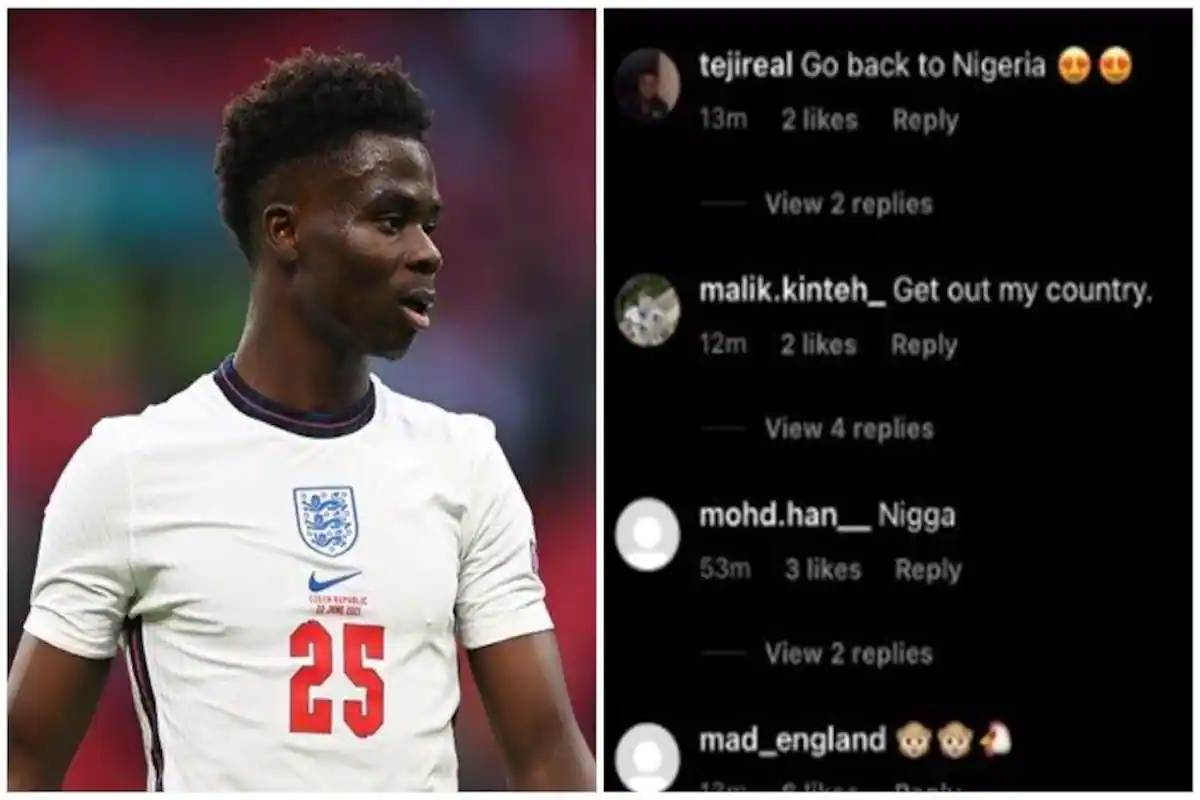 CZECH REPUBLIC
22 JUNE 2021
25
tejireal Go back to Nigeria 😍 😍
13m 2 likes Reply
View 2 replies
malik.kinteh_ Get out my country.
12m 2 likes Reply
View 4 replies
mohd.han__ Nigga
53m 3 likes Reply
View 2 replies
mad_england 🐵🐵🐔
likes Reply